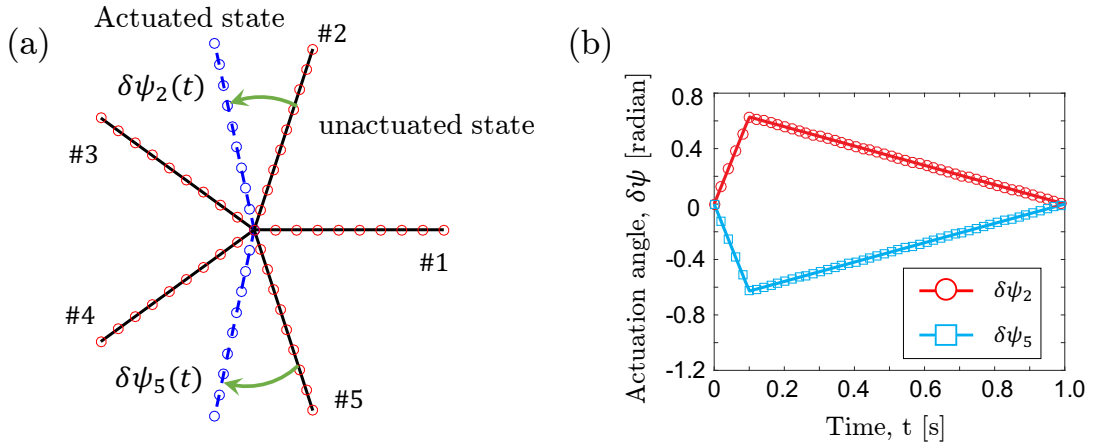 (a)
Actuated state
#2
δψ₂(t)
unactuated state
#3
#1
#4
δψ₅(t)
#5
(b)
Actuation angle, δψ [radian]
0.8
0.4
0
-0.4
-0.8
-1.2
0 0.2 0.4 0.6 0.8 1.0
Time, t [s]
δψ₂
δψ₅